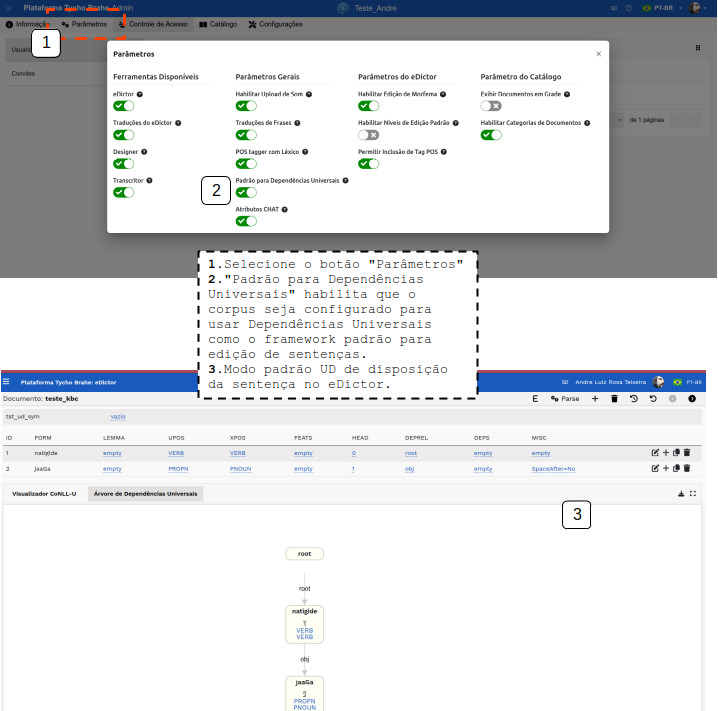 Plataforma Tycho Brahe: Admin
Teste_Andre
PT-BR
Informaç
Parâmetros
Controle de Acesso
Catálogo
Configurações
1
Usuári
Convites
de 1 páginas
Parâmetros
Ferramentas Disponíveis
eDictor
Traduções do eDictor
Designer
Transcritor
Parâmetros Gerais
Habilitar Upload de Som
Traduções de Frases
POS tagger com Léxico
2
Padrão para Dependências Universais
Atributos CHAT
Parâmetros do eDictor
Habilitar Edição de Morfema
Habilitar Níveis de Edição Padrão
Permitir Inclusão de Tag POS
Parâmetro do Catálogo
Exibir Documentos em Grade
Habilitar Categorias de Documentos
1.Selecione o botão "Parâmetros"
2."Padrão para Dependências
Universais" habilita que o
corpus seja configurado para
usar Dependências Universais
como o framework padrão para
edição de sentenças.
3.Modo padrão UD de disposição
da sentença no eDictor.
Plataforma Tycho Brahe: eDictor
Andre Luiz Rosa Teixeira
PT-BR
Documento: teste_kbc
E Parse
tst_ud_sym vazio
ID FORM LEMMA UPOS XPOS FEATS HEAD DEPREL DEPS MISC
1 natigide empty VERB VERB empty 0 root empty empty
2 jaaGa empty PROPN PNOUN empty 1 obj empty SpaceAfter=No
Visualizador CoNLL-U
Árvore de Dependências Universais
3
root
root
natigide
1
VERB
VERB
obj
jaaGa
2
PROPN
PNOUN